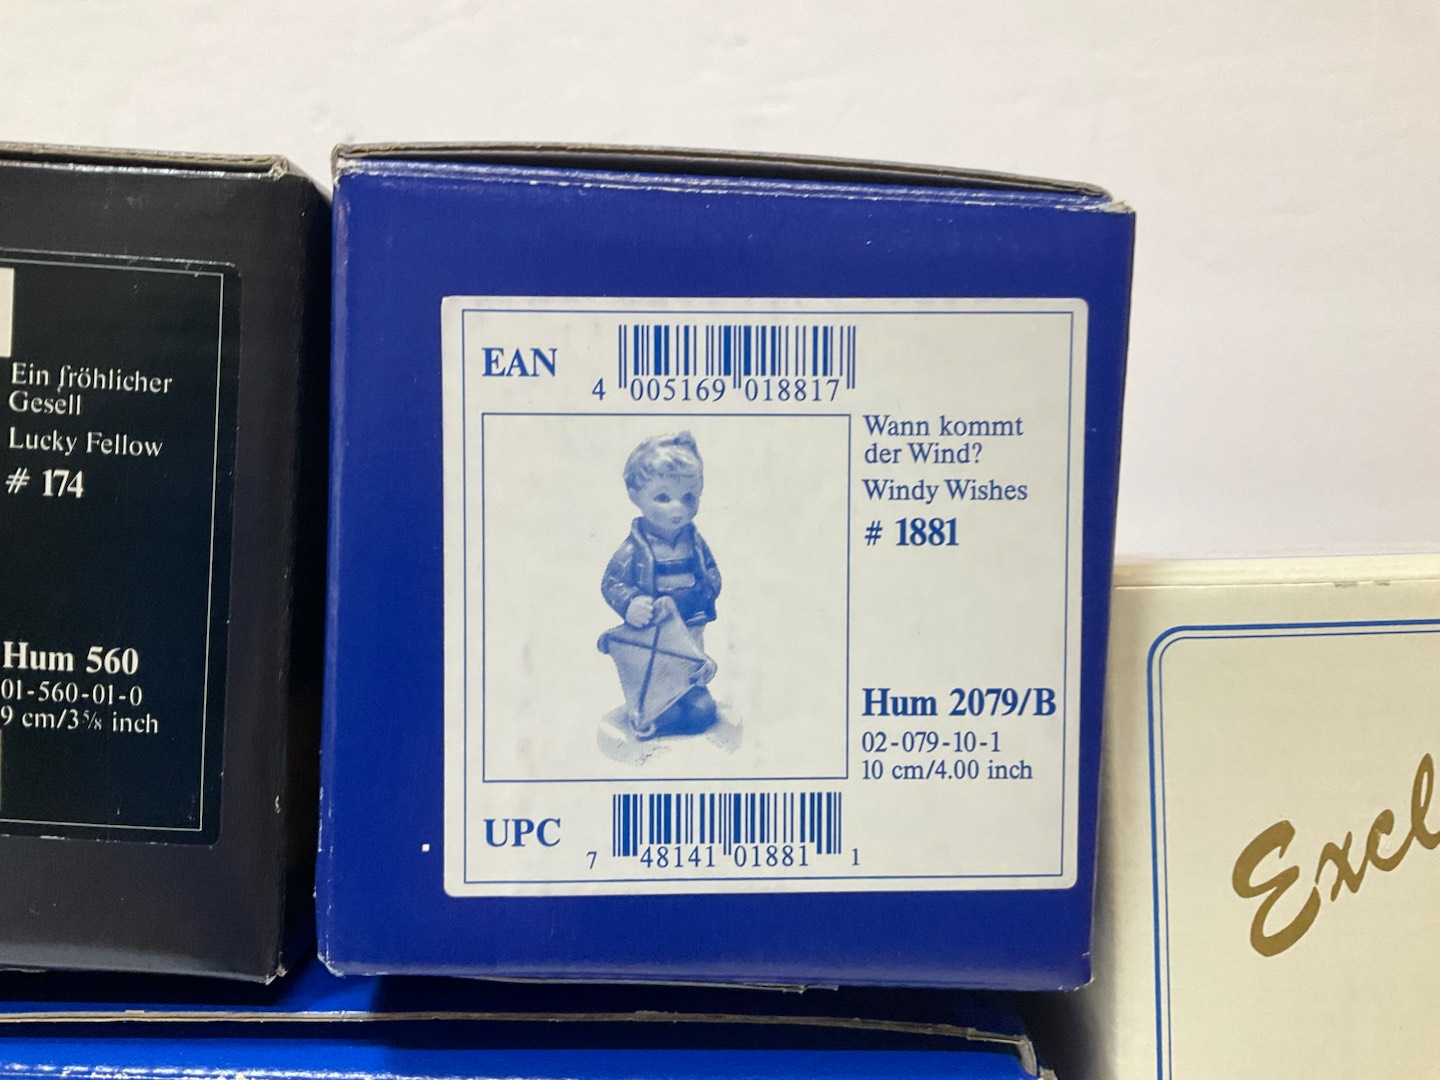 Ein fröhlicher
Gesell
Lucky Fellow
# 174
Hum 560
01-560-01-0
9 cm/3 5/8 inch
EAN
4 005169 018817
Wann kommt
der Wind?
Windy Wishes
# 1881
Hum 2079/B
02-079-10-1
10 cm/4.00 inch
UPC
7 48141 01881 1
Excl